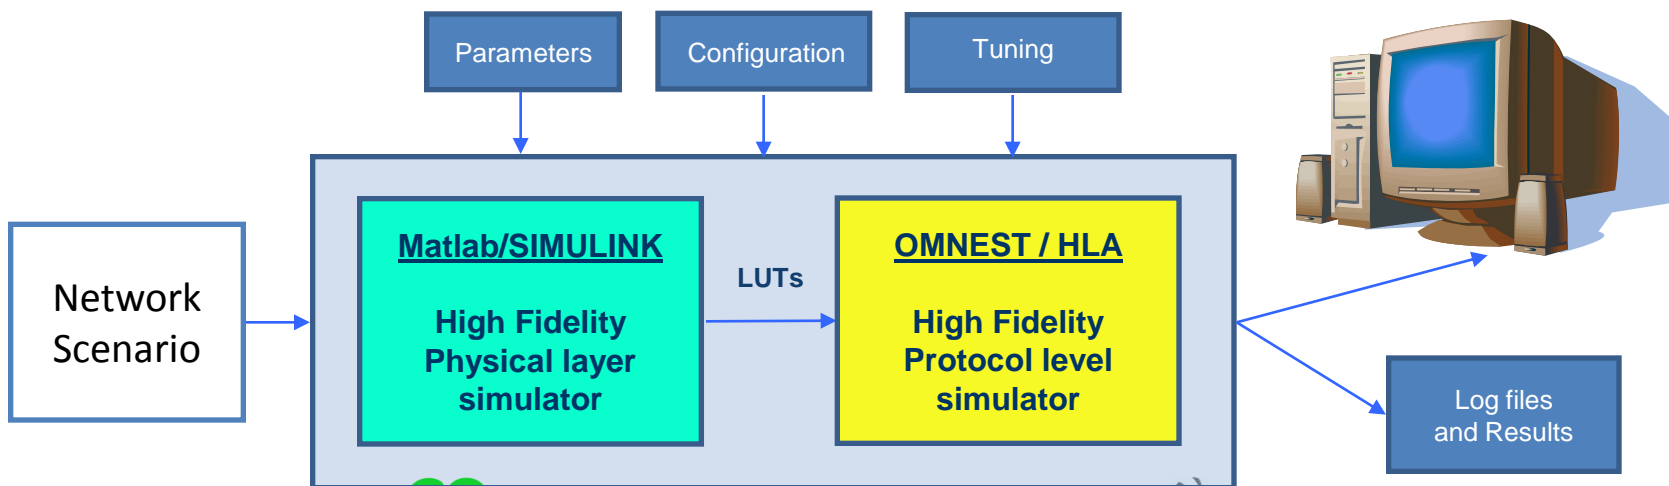 Parameters
Configuration
Tuning
Network
Scenario
Matlab/SIMULINK
High Fidelity
Physical layer
simulator
LUTs
OMNEST / HLA
High Fidelity
Protocol level
simulator
Log files
and Results